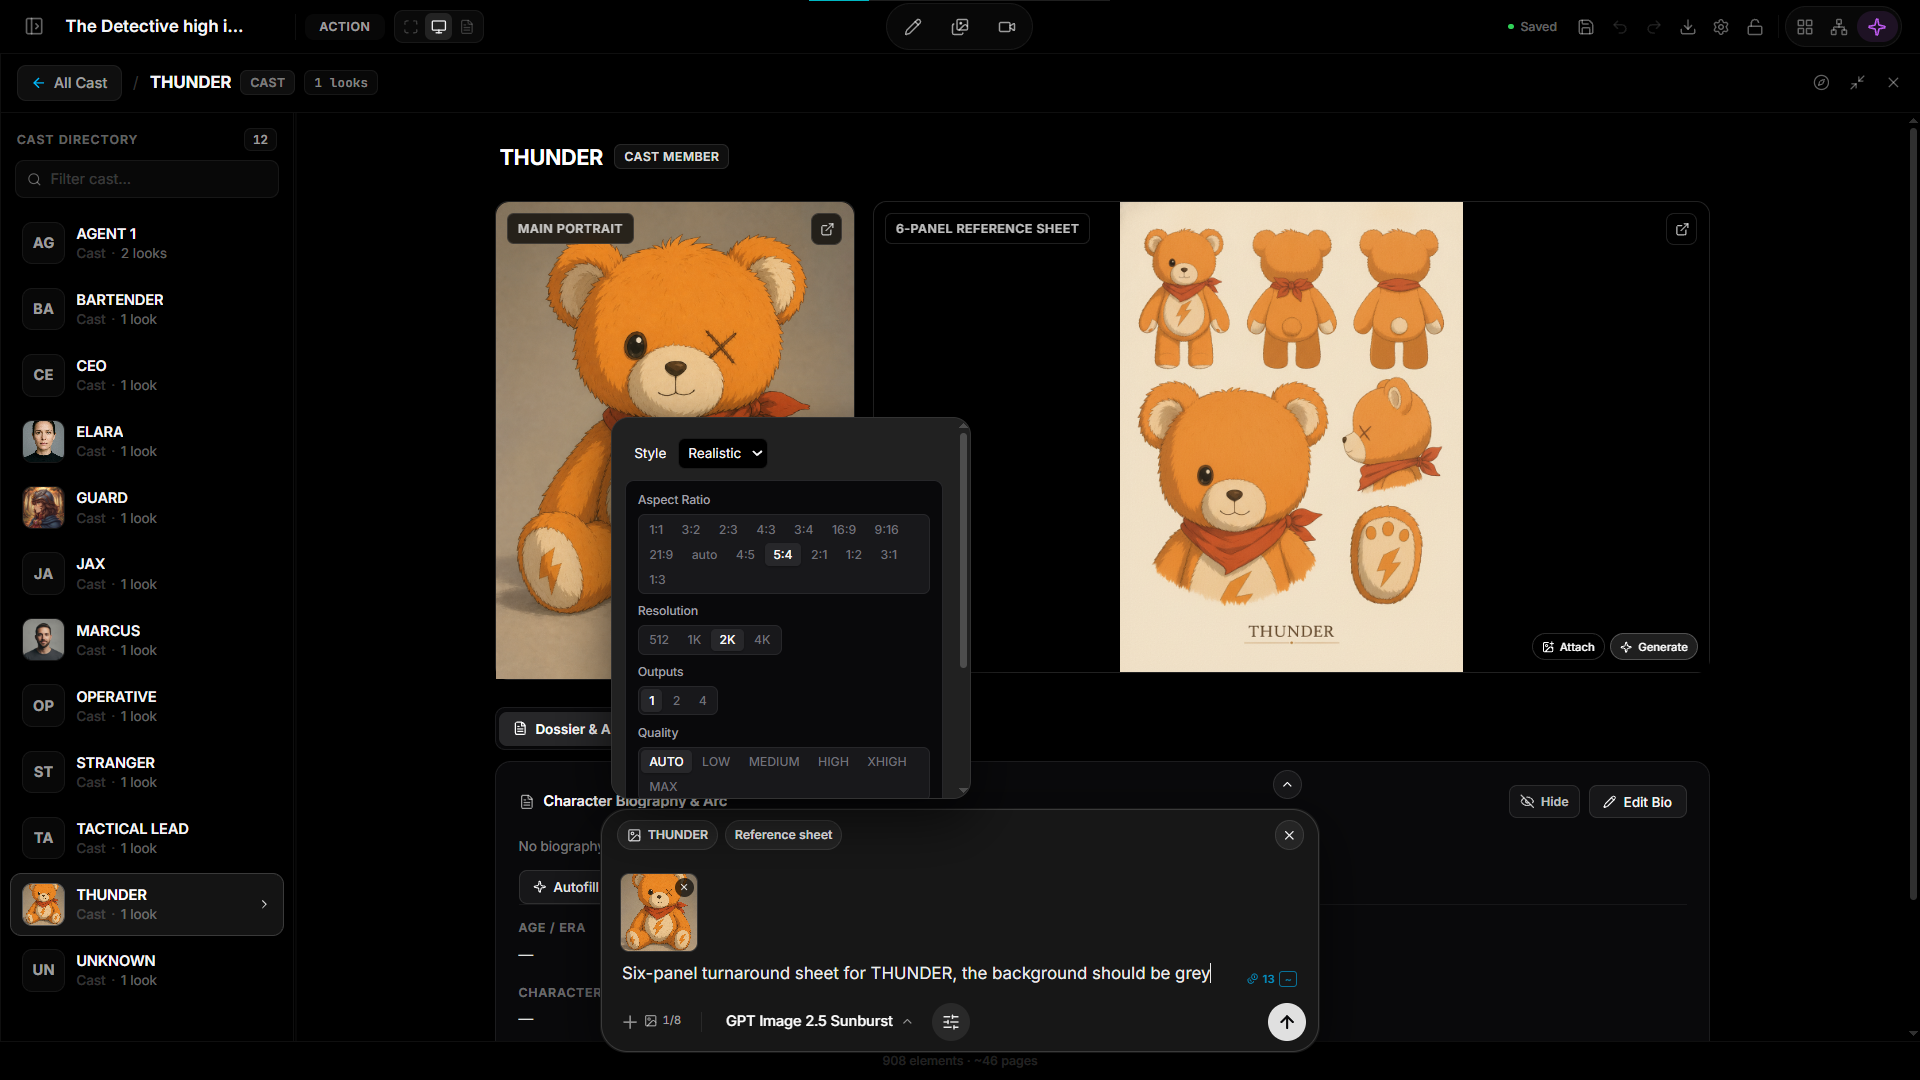 The Detective high i...
ACTION
Saved
All Cast
/
THUNDER
CAST
1 looks
CAST DIRECTORY
12
Filter cast...
AG
AGENT 1
Cast · 2 looks
BA
BARTENDER
Cast · 1 look
CE
CEO
Cast · 1 look
ELARA
Cast · 1 look
GUARD
Cast · 1 look
JA
JAX
Cast · 1 look
MARCUS
Cast · 1 look
OP
OPERATIVE
Cast · 1 look
ST
STRANGER
Cast · 1 look
TA
TACTICAL LEAD
Cast · 1 look
THUNDER
Cast · 1 look
UN
UNKNOWN
Cast · 1 look
THUNDER
CAST MEMBER
MAIN PORTRAIT
6-PANEL REFERENCE SHEET
THUNDER
Attach
Generate
Style
Realistic
Aspect Ratio
1:1 3:2 2:3 4:3 3:4 16:9 9:16
21:9 auto 4:5 5:4 2:1 1:2 3:1
1:3
Resolution
512 1K 2K 4K
Outputs
1 2 4
Quality
AUTO LOW MEDIUM HIGH XHIGH
MAX
Dossier & A
Character Biography & Arc
Hide
Edit Bio
No biography
Autofill
AGE / ERA
—
CHARACTER
—
THUNDER
Reference sheet
Six-panel turnaround sheet for THUNDER, the background should be grey
13
1/8
GPT Image 2.5 Sunburst
908 elements · ~46 pages